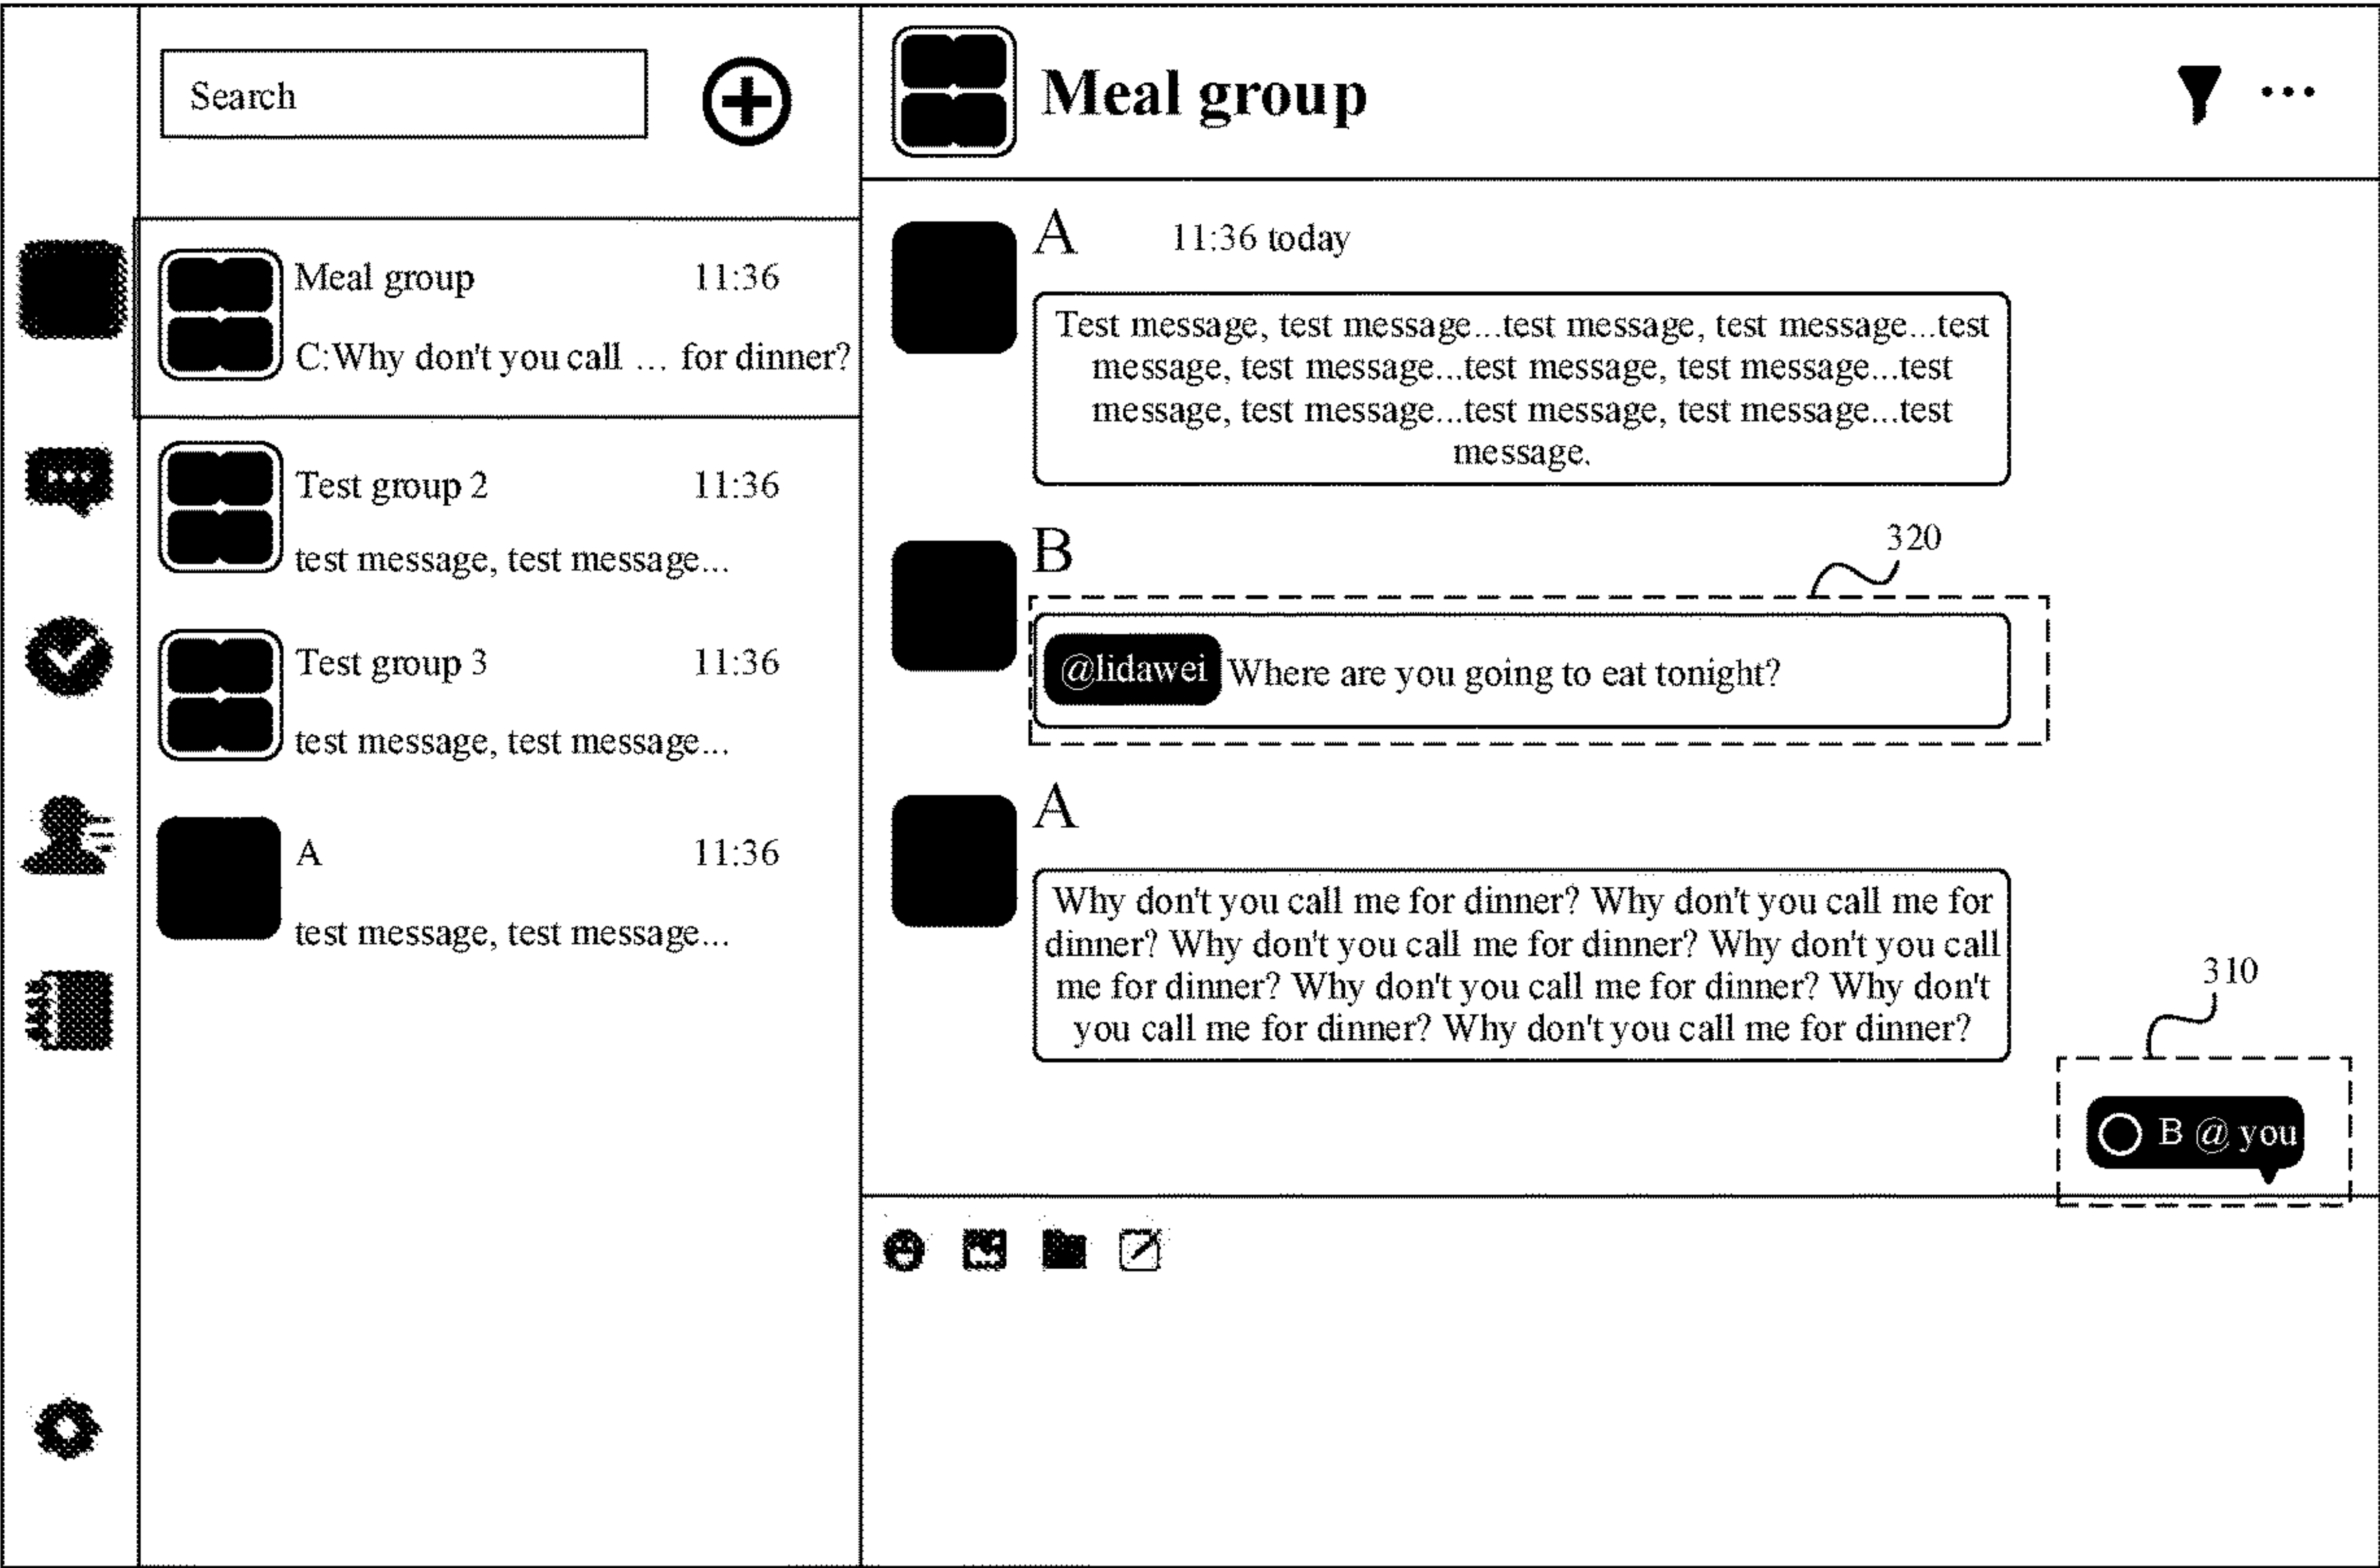 Search
Meal group 11:36
C:Why don't you call ... for dinner?
Test group 2 11:36
test message, test message...
Test group 3 11:36
test message, test message...
A 11:36
test message, test message...
Meal group
A 11:36 today
Test message, test message...test message, test message...test
message, test message...test message, test message...test
message, test message...test message, test message...test
message.
B
320
@lidawei Where are you going to eat tonight?
A
Why don't you call me for dinner? Why don't you call me for
dinner? Why don't you call me for dinner? Why don't you call
me for dinner? Why don't you call me for dinner? Why don't
you call me for dinner? Why don't you call me for dinner?
310
B @ you